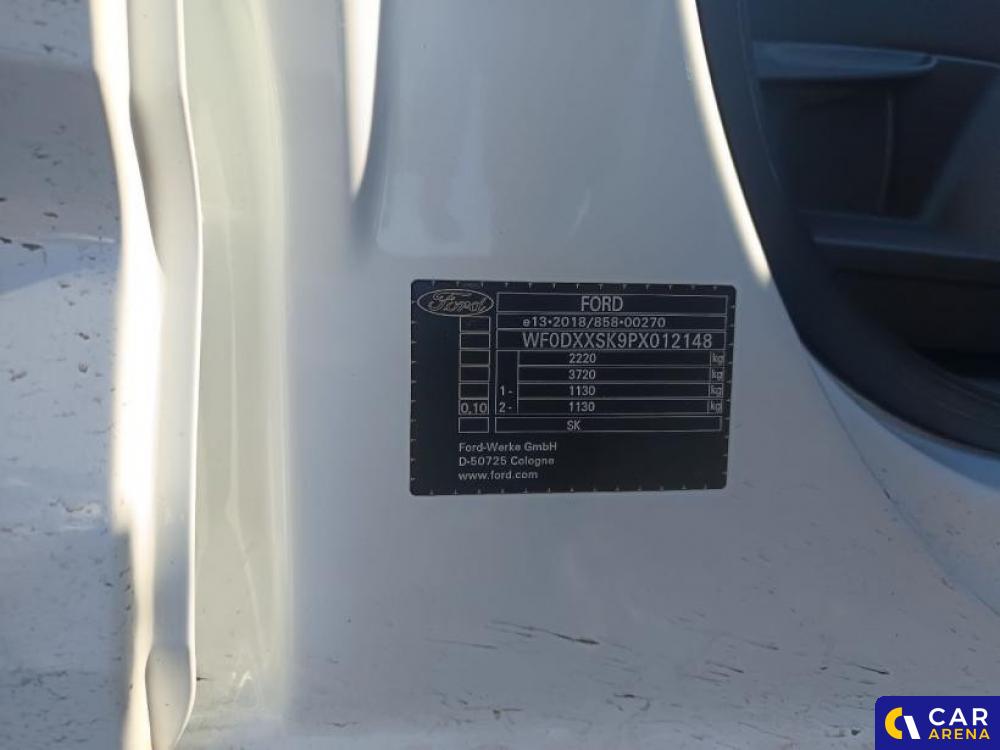 Ford
FORD
e13*2018/858*00270
WF0DXXSK9PX012148
2220 kg
3720 kg
1- 1130 kg
0,10 2- 1130 kg
SK
Ford-Werke GmbH
D-50725 Cologne
www.ford.com
CAR
ARENA